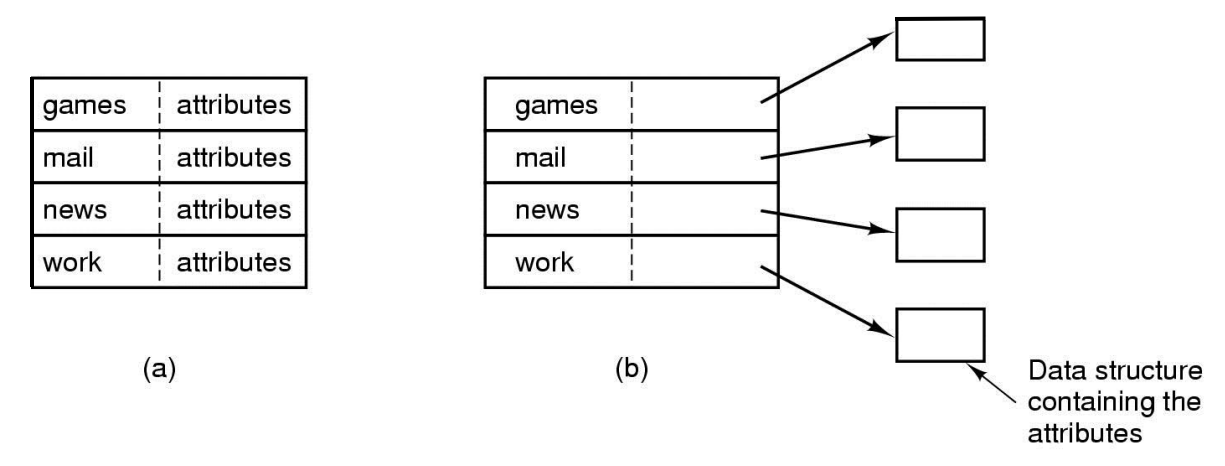 games attributes
mail attributes
news attributes
work attributes
(a)
games
mail
news
work
(b)
Data structure
containing the
attributes